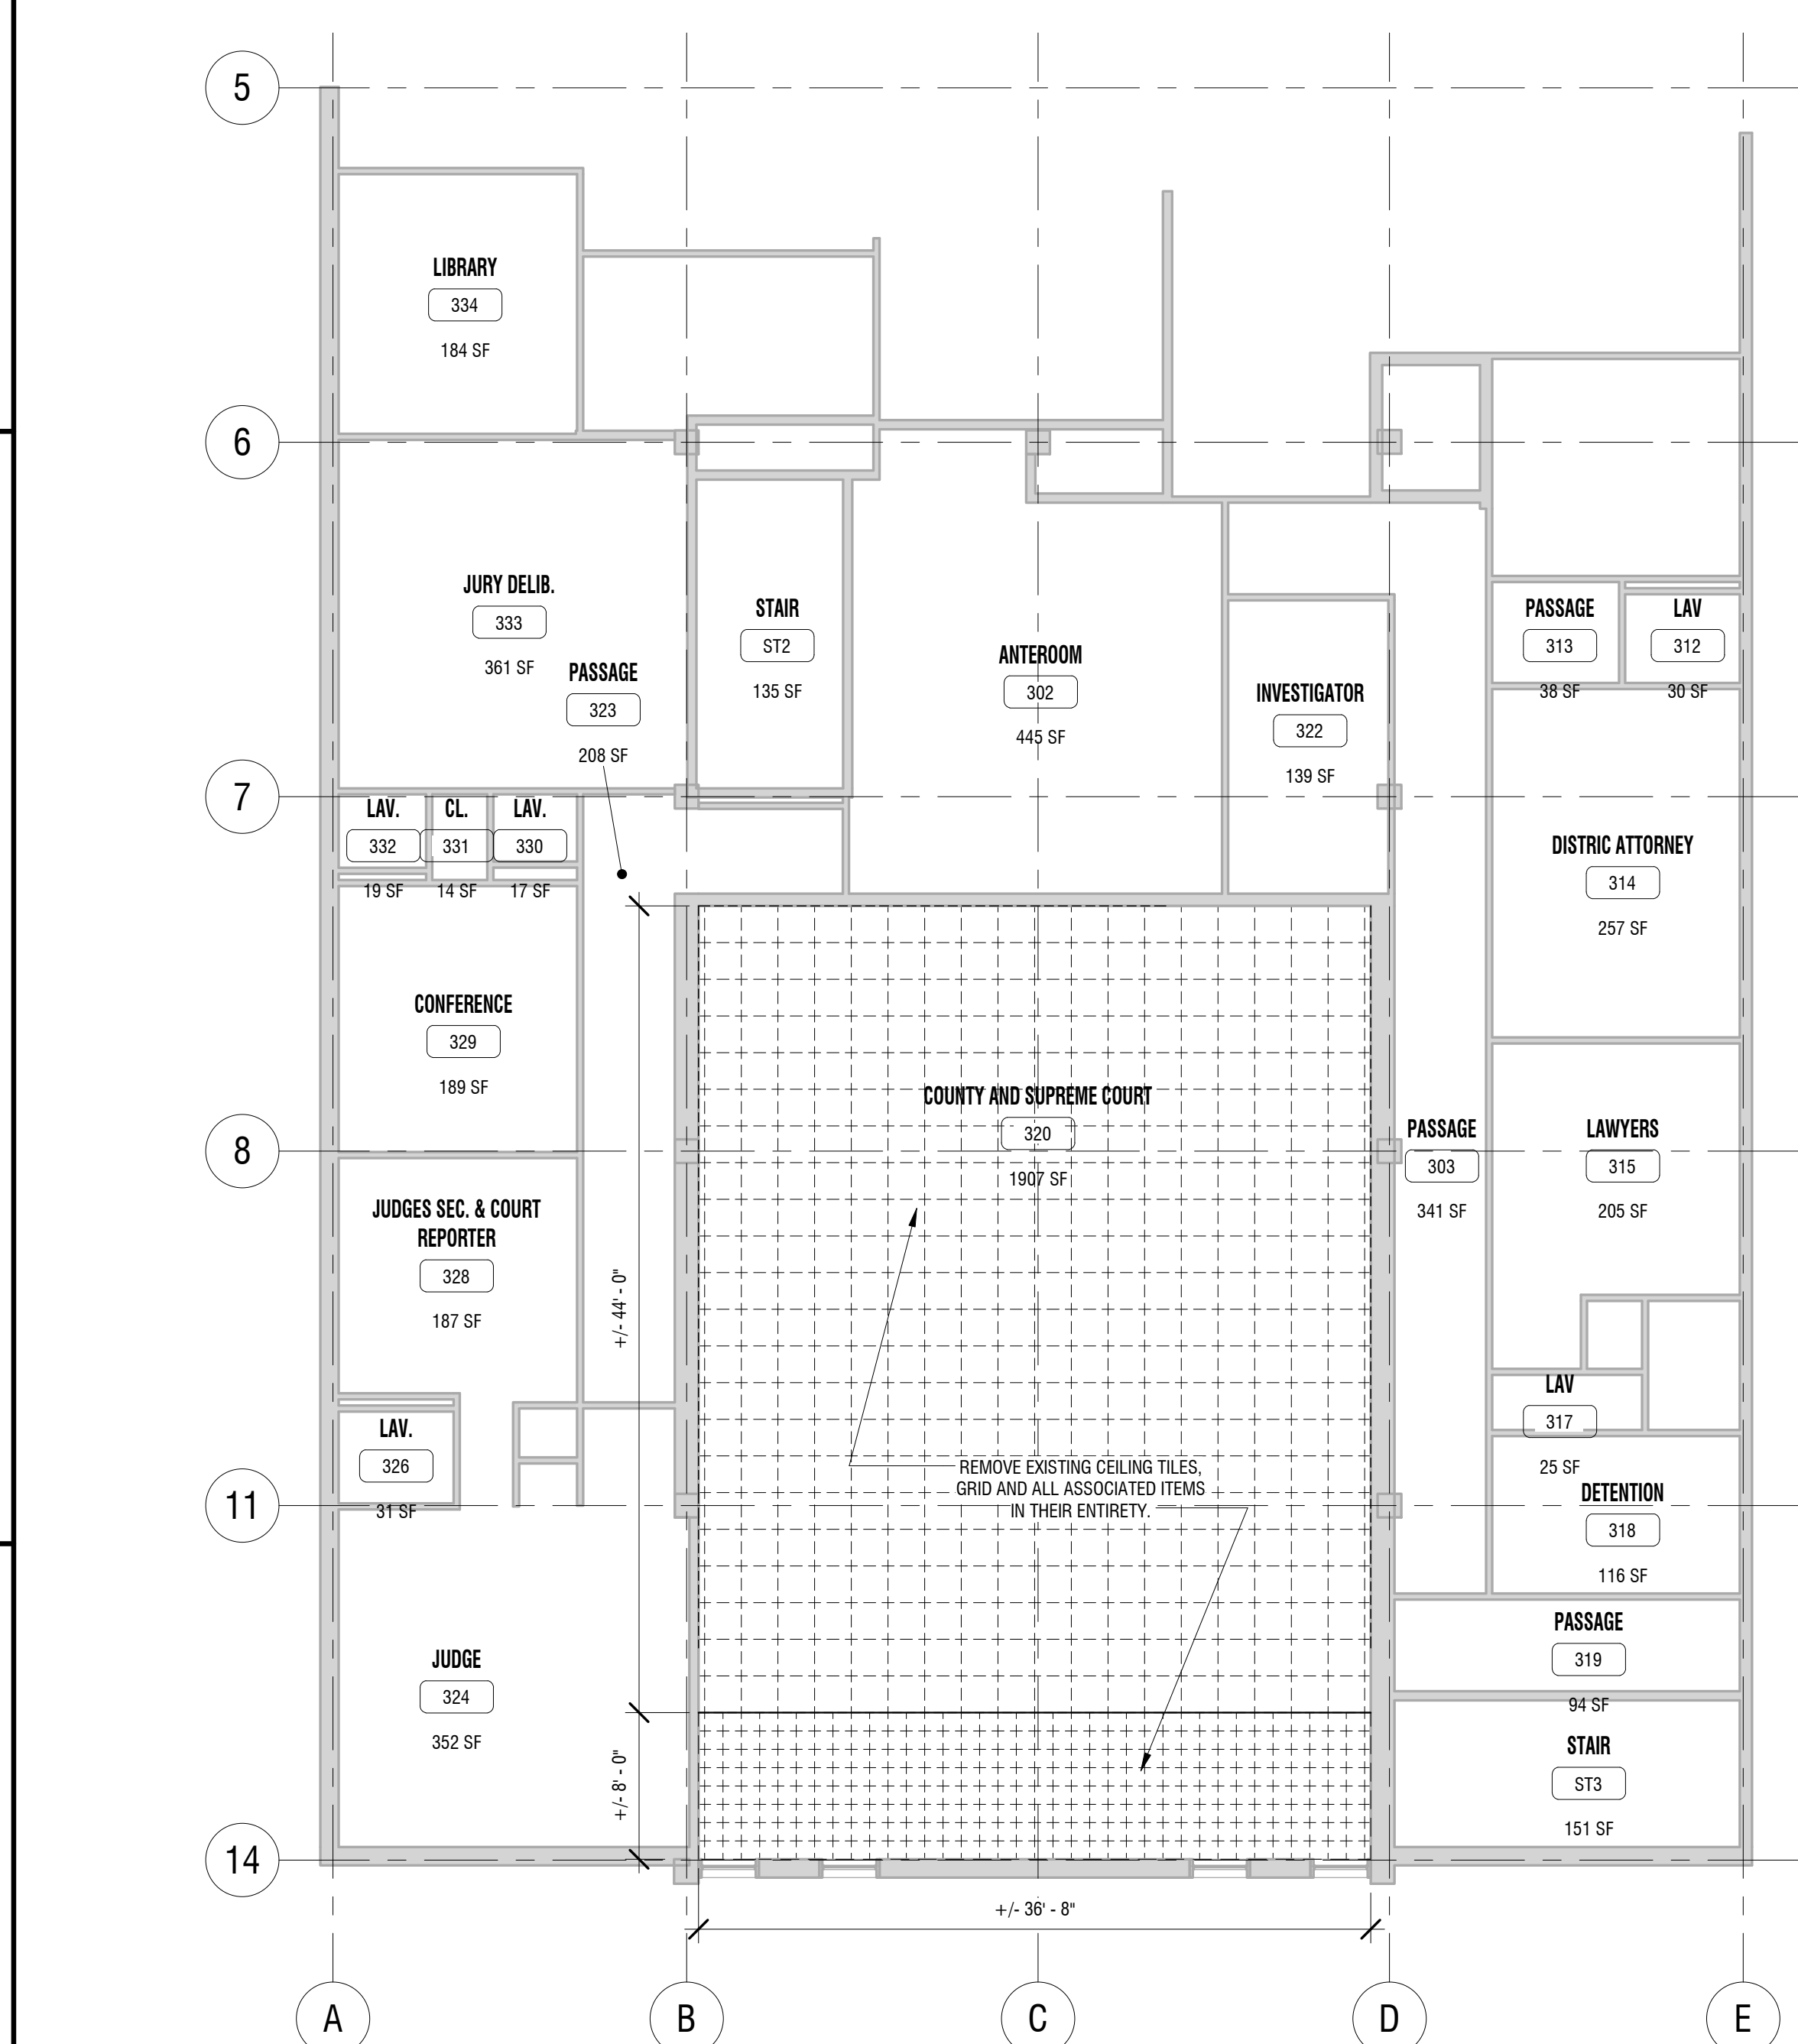 5
LIBRARY
334
184 SF
6
JURY DELIB.
333
361 SF
PASSAGE
323
208 SF
STAIR
ST2
135 SF
ANTEROOM
302
445 SF
INVESTIGATOR
322
139 SF
PASSAGE
313
38 SF
LAV
312
30 SF
7
LAV.
332
19 SF
CL.
331
14 SF
LAV.
330
17 SF
DISTRIC ATTORNEY
314
257 SF
CONFERENCE
329
189 SF
COUNTY AND SUPREME COURT
320
1907 SF
8
PASSAGE
303
341 SF
LAWYERS
315
205 SF
JUDGES SEC. & COURT
REPORTER
328
187 SF
+/- 44' - 0"
LAV.
326
31 SF
LAV
317
25 SF
REMOVE EXISTING CEILING TILES,
GRID AND ALL ASSOCIATED ITEMS
IN THEIR ENTIRETY.
11
DETENTION
318
116 SF
PASSAGE
319
94 SF
JUDGE
324
352 SF
+/- 8' - 0"
STAIR
ST3
151 SF
14
+/- 36' - 8"
A
B
C
D
E